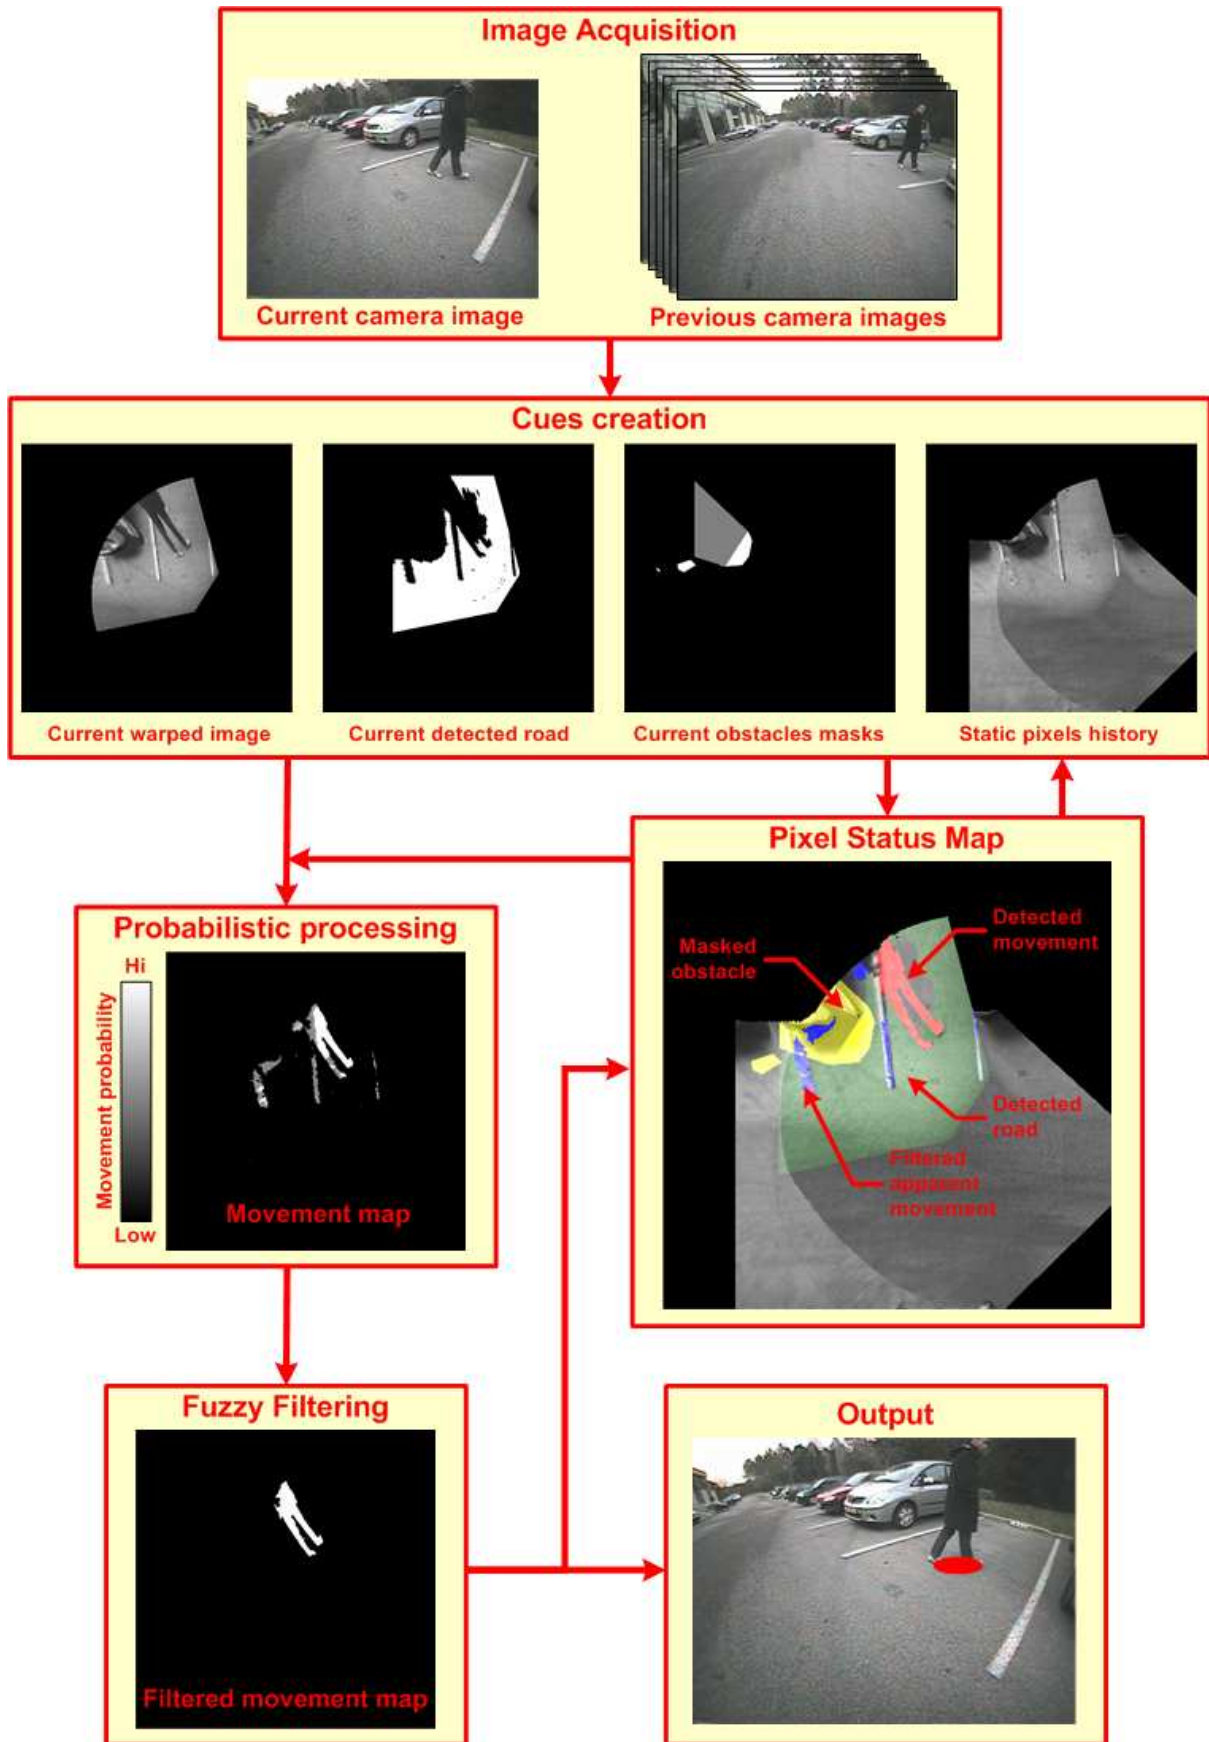 Image Acquisition
Current camera image
Previous camera images
Cues creation
Current warped image
Current detected road
Current obstacles masks
Static pixels history
Pixel Status Map
Detected
movement
Masked
obstacle
Detected
road
Filtered
apparent
movement
Probabilistic processing
Hi
Movement probability
Low
Movement map
Fuzzy Filtering
Filtered movement map
Output